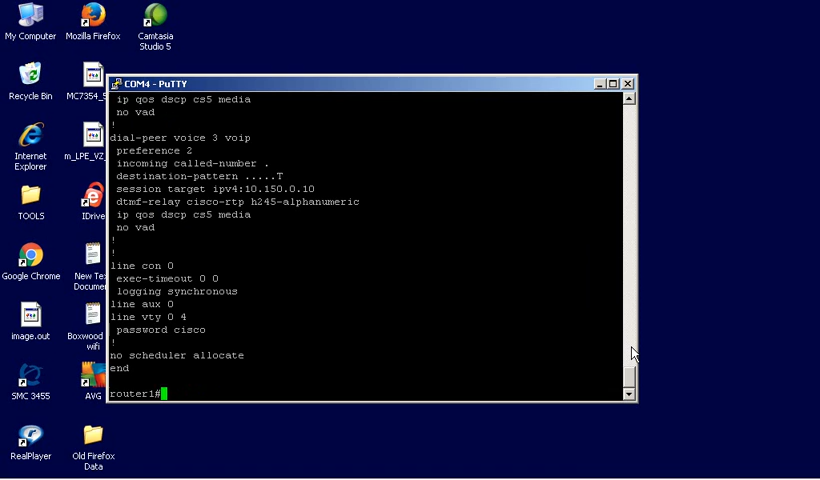 My Computer
Mozilla Firefox
Camtasia
Studio 5
Recycle Bin
MC7354_5
Internet
Explorer
m_LPE_VZ_
TOOLS
IDrive
Google Chrome
New Tex
Documen
image.out
Boxwood
wifi
SMC 3455
AVG
RealPlayer
Old Firefox
Data
COM4 - PuTTY
ip qos dscp cs5 media
no vad
!
dial-peer voice 3 voip
preference 2
incoming called-number .
destination-pattern .....T
session target ipv4:10.150.0.10
dtmf-relay cisco-rtp h245-alphanumeric
ip qos dscp cs5 media
no vad
!
!
line con 0
exec-timeout 0 0
logging synchronous
line aux 0
line vty 0 4
password cisco
!
no scheduler allocate
end
router1#